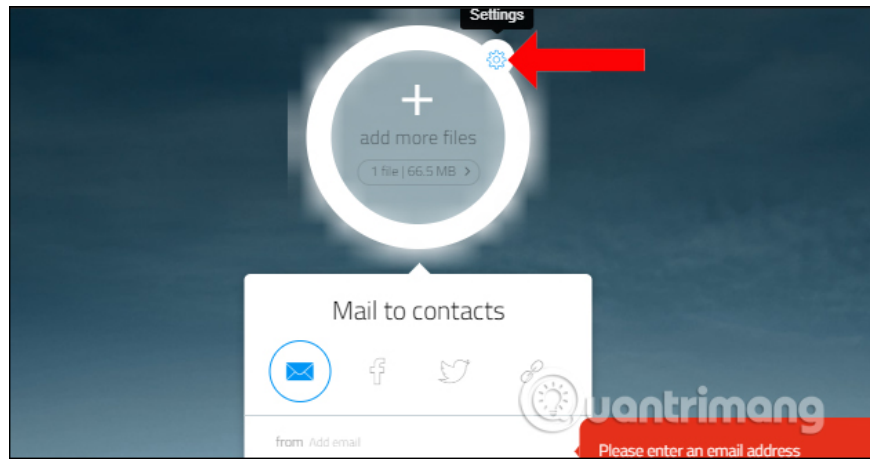 Settings
add more files
1 file | 66.5 MB >
Mail to contacts
from Add email
uantrimang
Please enter an email address